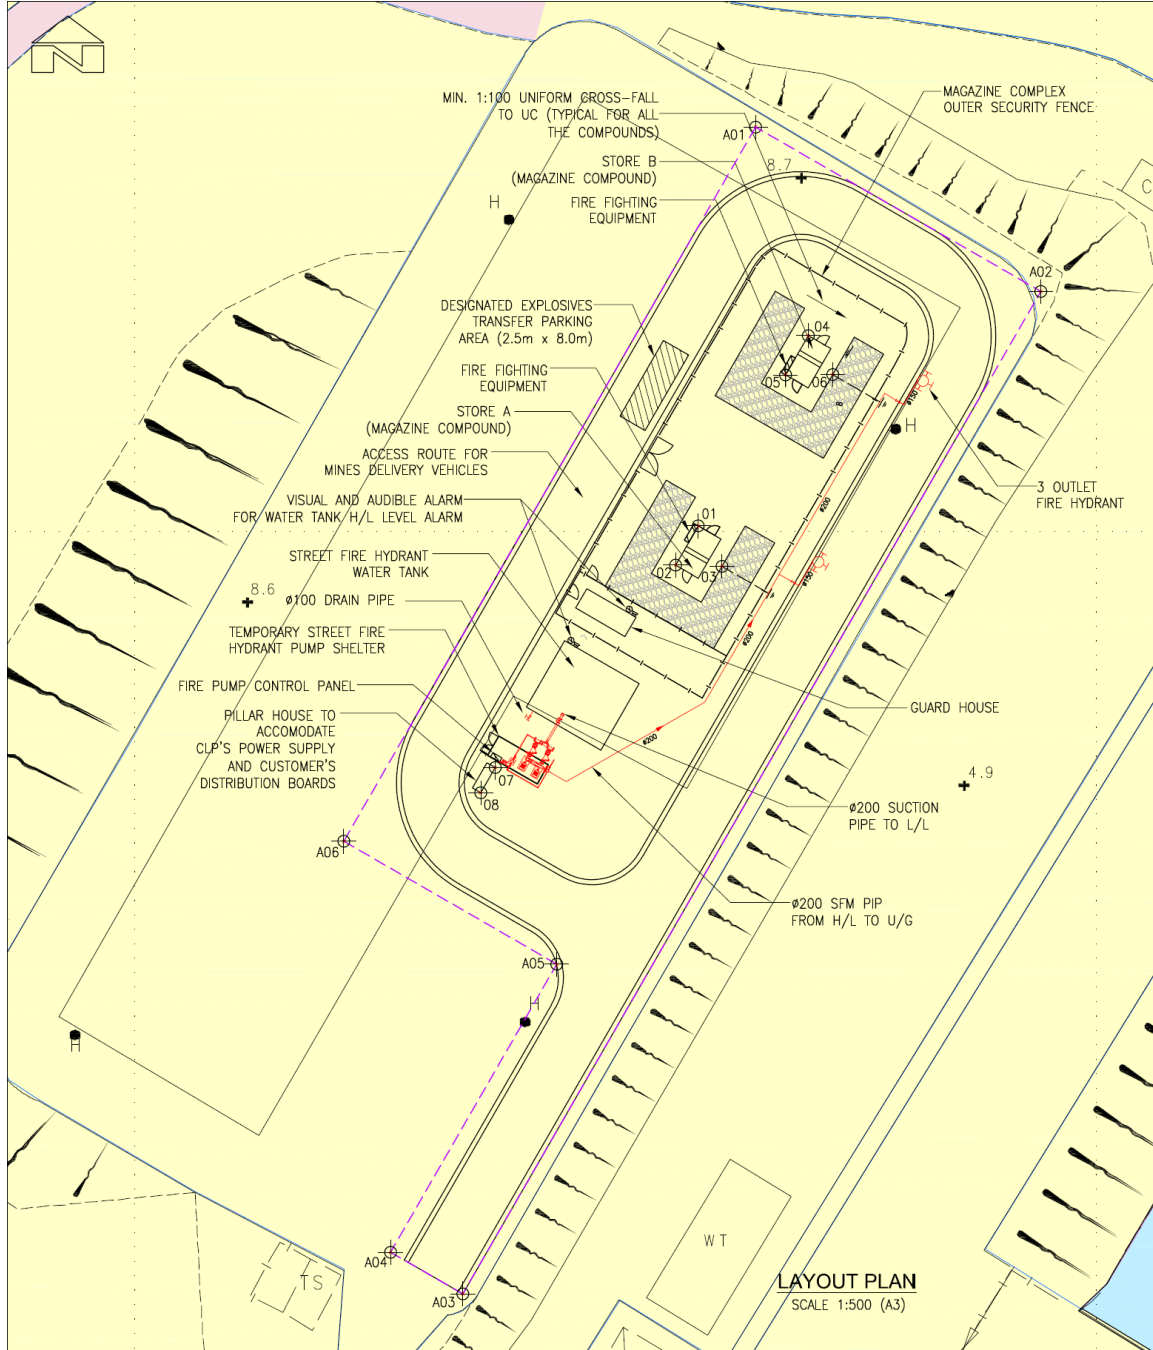 N
MIN. 1:100 UNIFORM CROSS-FALL
TO UC (TYPICAL FOR ALL
THE COMPOUNDS)
MAGAZINE COMPLEX
OUTER SECURITY FENCE
A01
STORE B
(MAGAZINE COMPOUND)
8.7
C
FIRE FIGHTING
EQUIPMENT
H
A02
DESIGNATED EXPLOSIVES
TRANSFER PARKING
AREA (2.5m x 8.0m)
04
FIRE FIGHTING
EQUIPMENT
05
06
ø150
8
STORE A
(MAGAZINE COMPOUND)
H
ACCESS ROUTE FOR
MINES DELIVERY VEHICLES
3 OUTLET
FIRE HYDRANT
VISUAL AND AUDIBLE ALARM
FOR WATER TANK H/L LEVEL ALARM
ø200
01
STREET FIRE HYDRANT
WATER TANK
02
03
ø150
8.6
ø100 DRAIN PIPE
TEMPORARY STREET FIRE
HYDRANT PUMP SHELTER
ø200
FIRE PUMP CONTROL PANEL
GUARD HOUSE
PILLAR HOUSE TO
ACCOMODATE
CLP'S POWER SUPPLY
AND CUSTOMER'S
DISTRIBUTION BOARDS
ø200
07
08
4.9
ø200 SUCTION
PIPE TO L/L
A06
ø200 SFM PIP
FROM H/L TO U/G
A05
H
H
WT
A04
TS
A03
LAYOUT PLAN
SCALE 1:500 (A3)